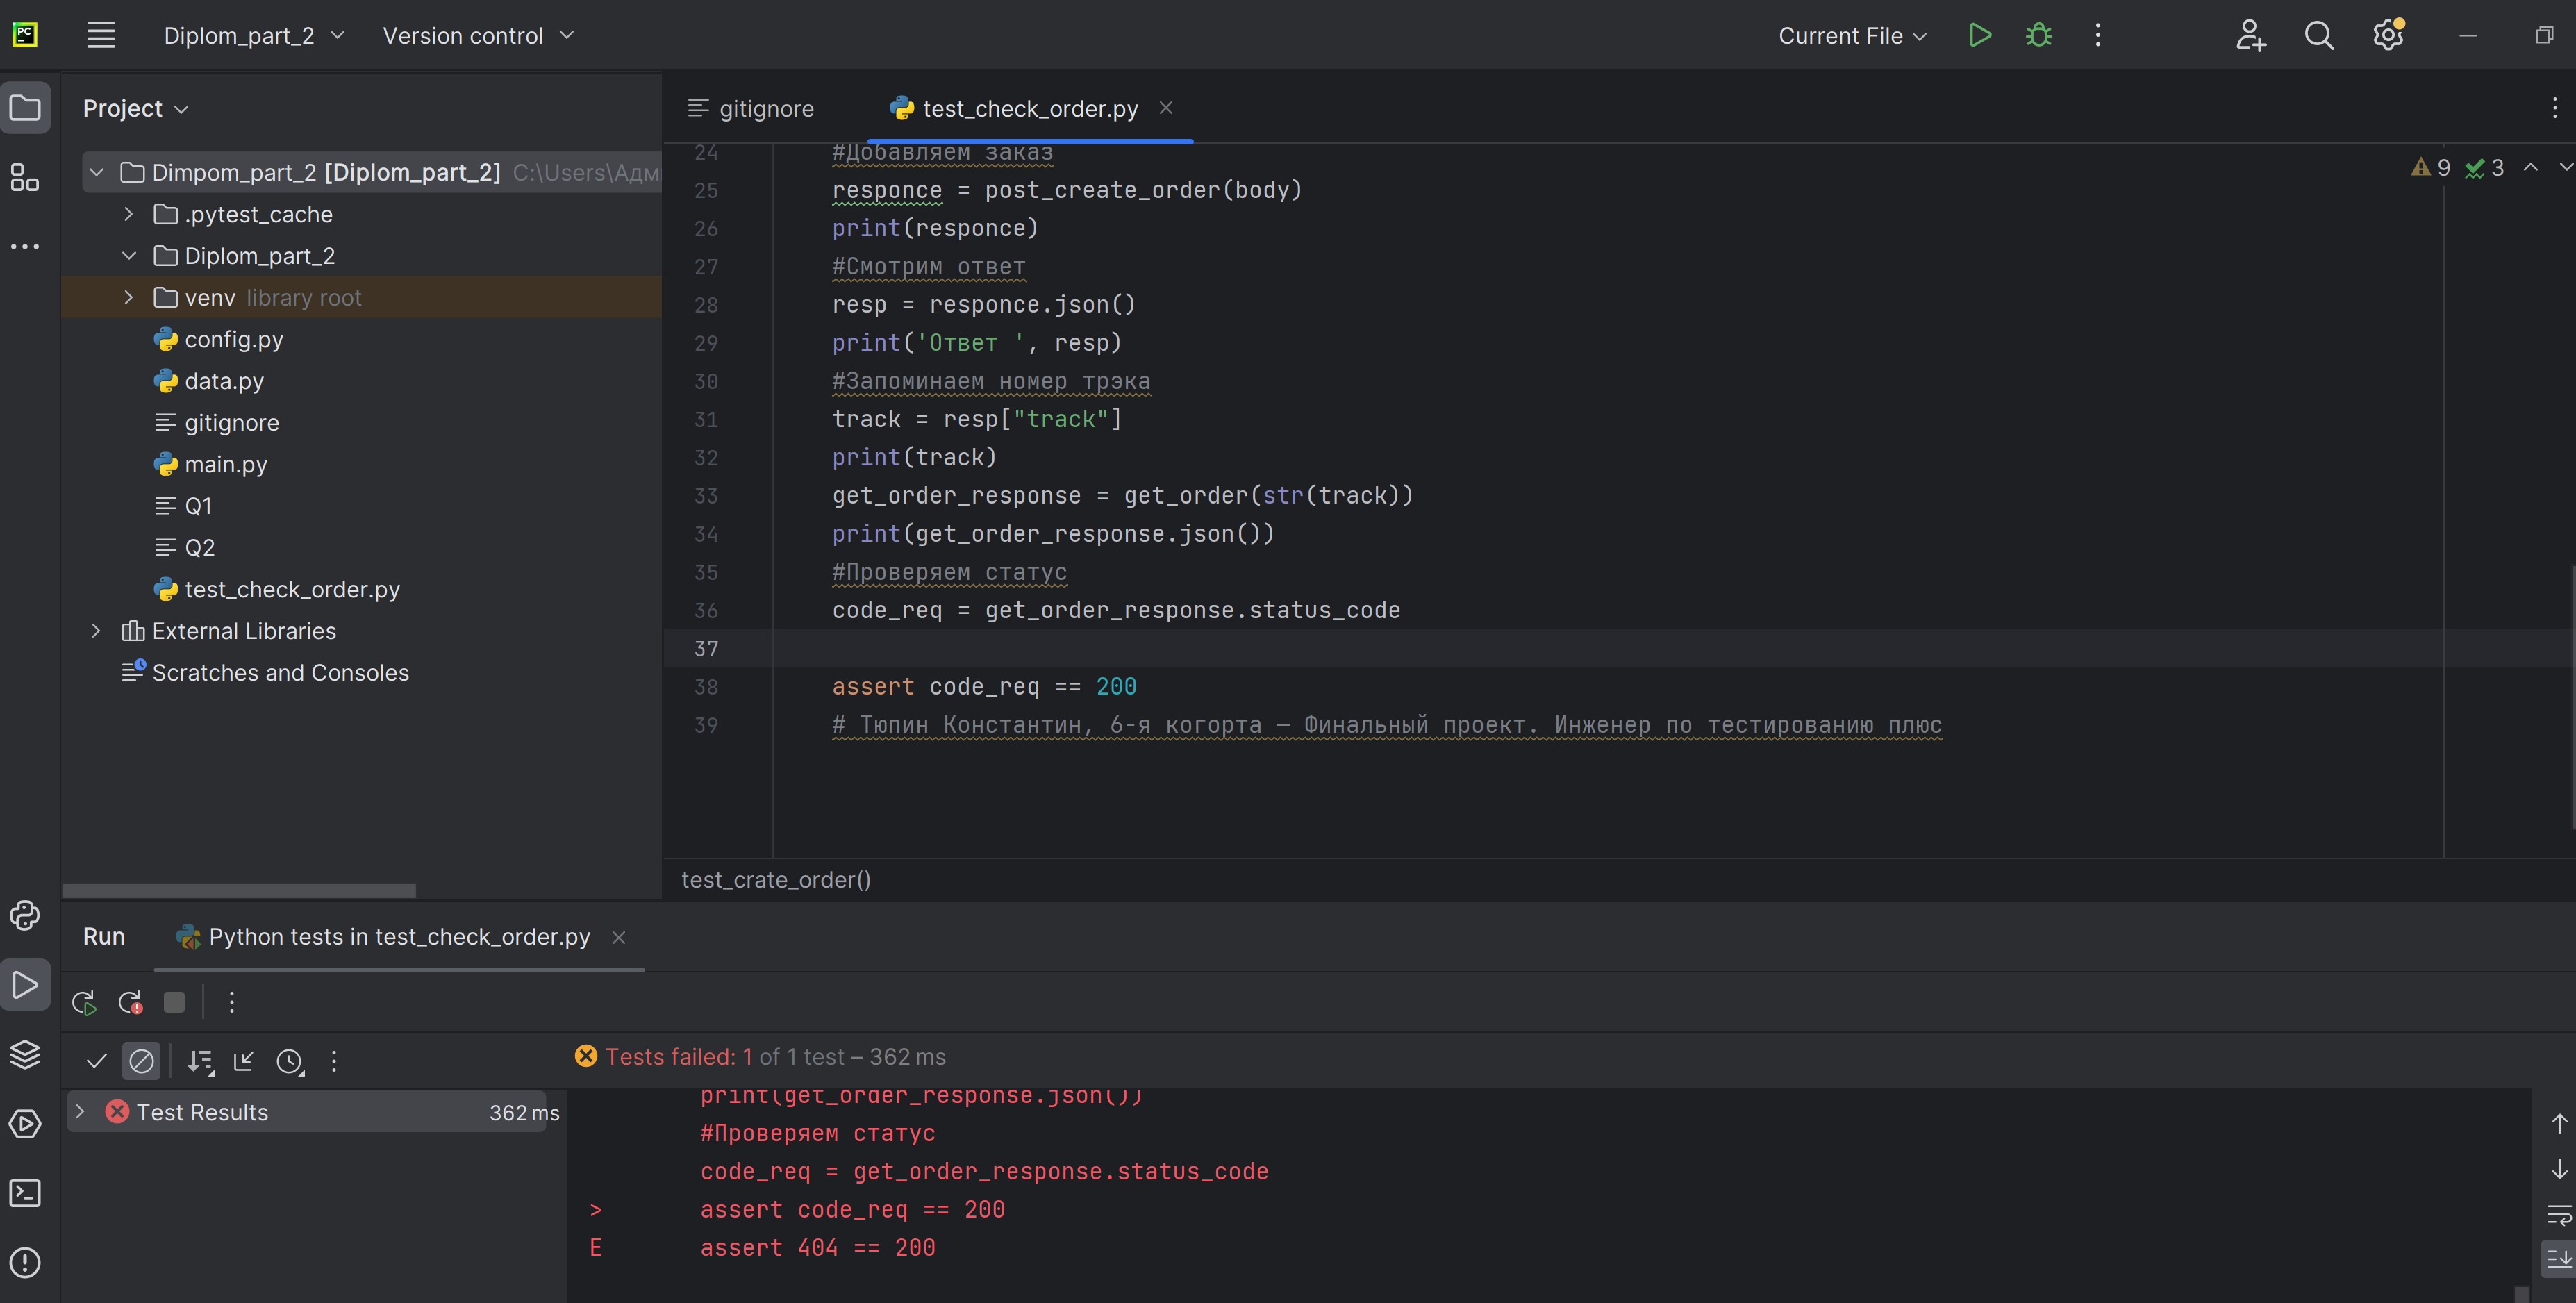 PC
Diplom_part_2
Version control
Current File
Project
gitignore
test_check_order.py
Dimpom_part_2 [Diplom_part_2] C:\Users\Адм
.pytest_cache
Diplom_part_2
venv library root
config.py
data.py
gitignore
main.py
Q1
Q2
test_check_order.py
External Libraries
Scratches and Consoles
9 3
24 #Добавляем заказ
25 responce = post_create_order(body)
26 print(responce)
27 #Смотрим ответ
28 resp = responce.json()
29 print('Ответ ', resp)
30 #Запоминаем номер трэка
31 track = resp["track"]
32 print(track)
33 get_order_response = get_order(str(track))
34 print(get_order_response.json())
35 #Проверяем статус
36 code_req = get_order_response.status_code
37
38 assert code_req == 200
39 # Тюпин Константин, 6-я когорта — Финальный проект. Инженер по тестированию плюс
test_crate_order()
Run
Python tests in test_check_order.py
Tests failed: 1 of 1 test – 362 ms
Test Results 362 ms
print(get_order_response.json())
#Проверяем статус
code_req = get_order_response.status_code
> assert code_req == 200
E assert 404 == 200